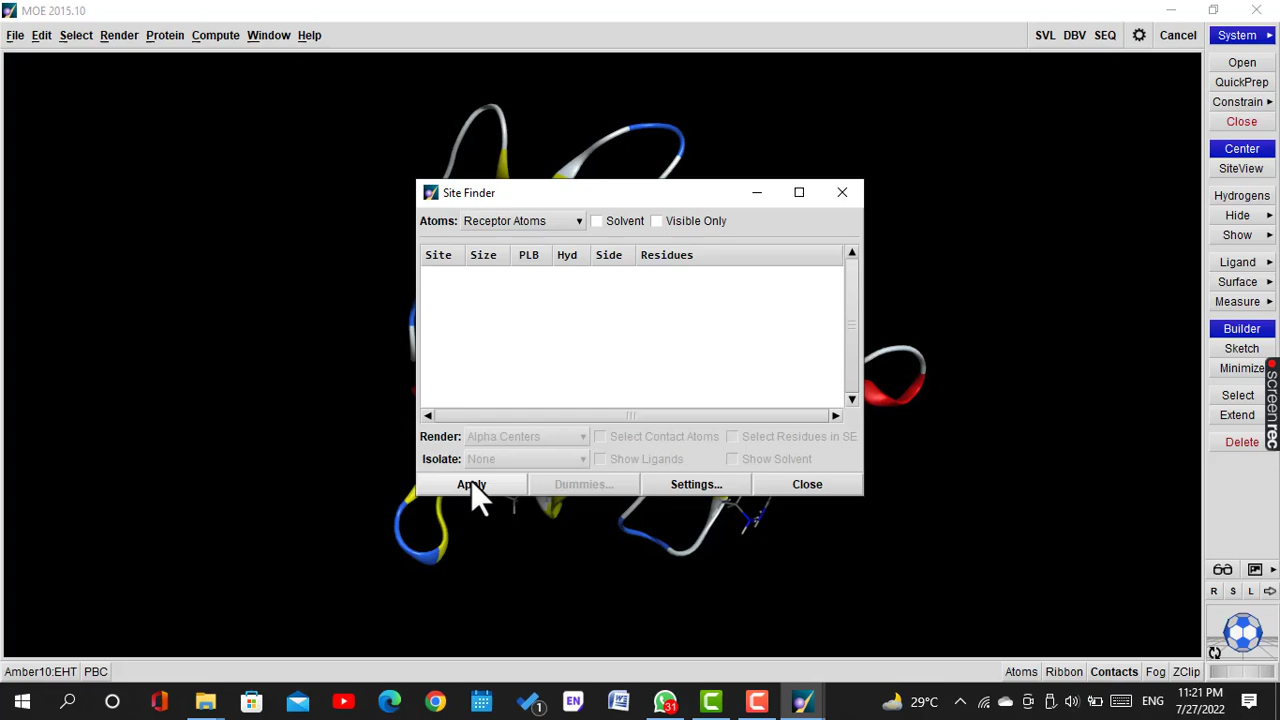 MOE 2015.10
File Edit Select Render Protein Compute Window Help
SVL DBV SEQ Cancel
System
Open
QuickPrep
Constrain
Close
Center
SiteView
Hydrogens
Hide
Show
Ligand
Surface
Measure
Builder
Sketch
Minimize
Select
Extend
Delete
R S L
Screenrec
Site Finder
Atoms: Receptor Atoms Solvent Visible Only
Site Size PLB Hyd Side Residues
Render: Alpha Centers Select Contact Atoms Select Residues in SE
Isolate: None Show Ligands Show Solvent
Apply Dummies... Settings... Close
Amber10:EHT PBC
Atoms Ribbon Contacts Fog ZClip
1 EN 31 29°C ENG
11:21 PM
7/27/2022